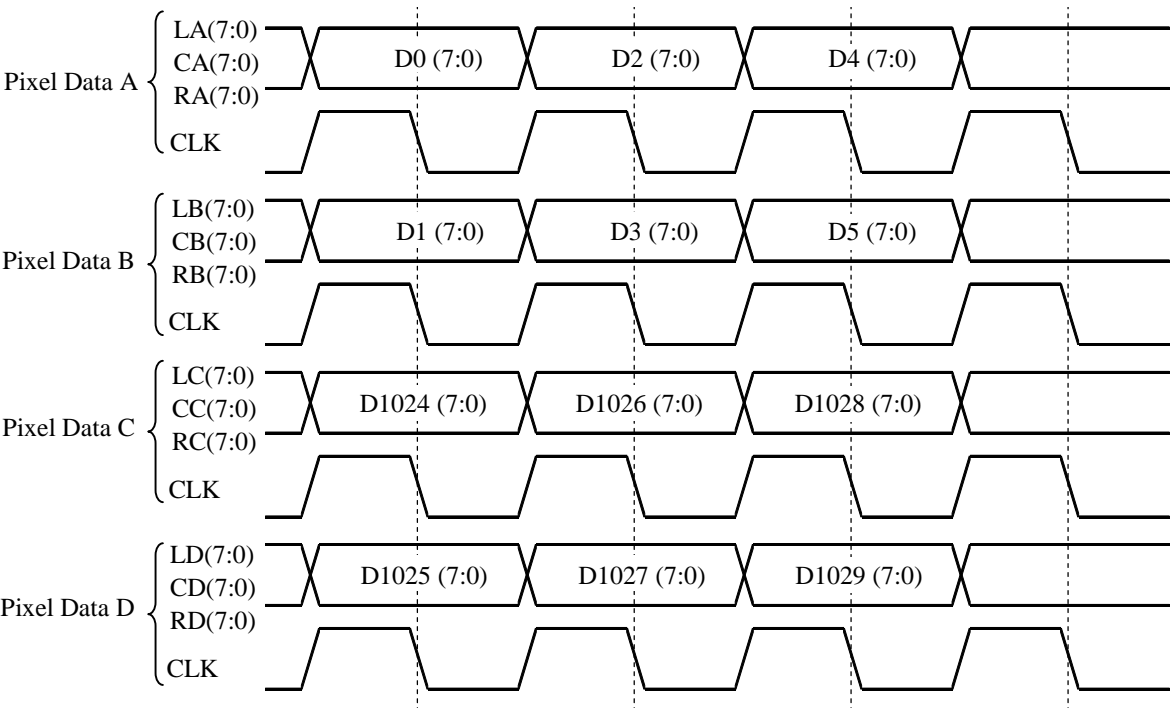 LA(7:0)
CA(7:0)
RA(7:0)
Pixel Data A
CLK
D0 (7:0)
D2 (7:0)
D4 (7:0)
LB(7:0)
CB(7:0)
RB(7:0)
Pixel Data B
CLK
D1 (7:0)
D3 (7:0)
D5 (7:0)
LC(7:0)
CC(7:0)
RC(7:0)
Pixel Data C
CLK
D1024 (7:0)
D1026 (7:0)
D1028 (7:0)
LD(7:0)
CD(7:0)
RD(7:0)
Pixel Data D
CLK
D1025 (7:0)
D1027 (7:0)
D1029 (7:0)